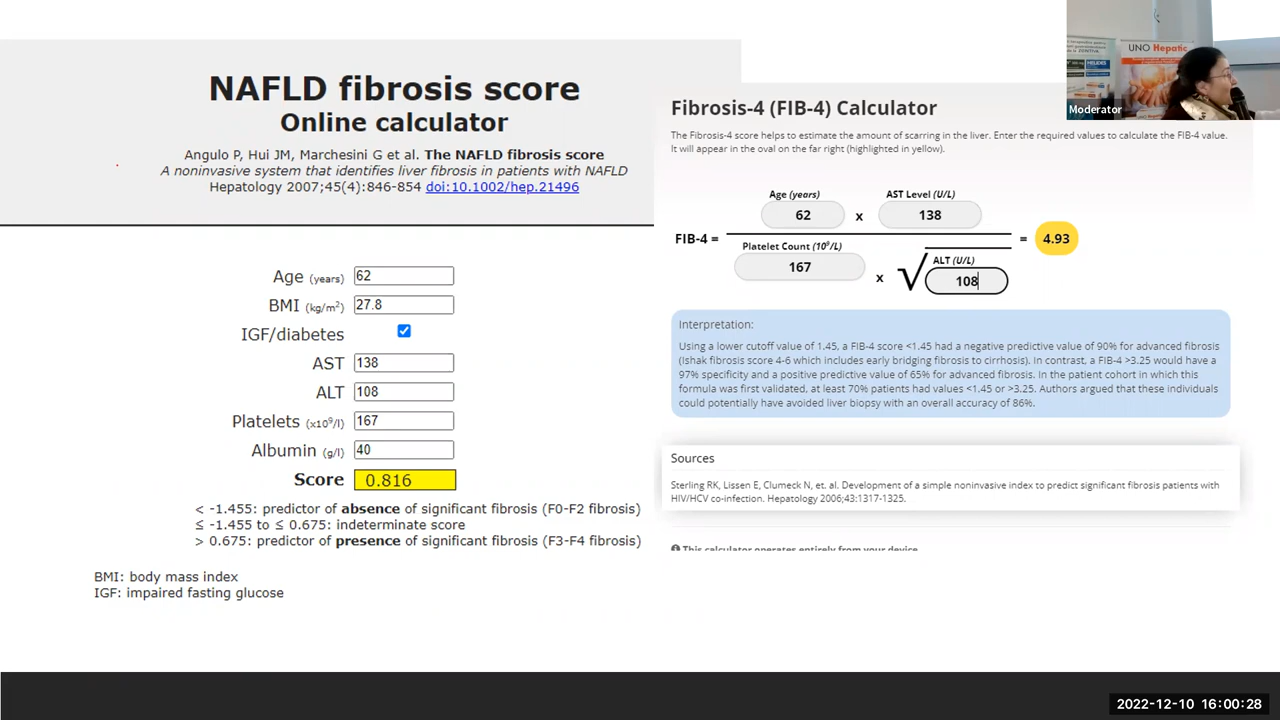 NAFLD fibrosis score
Online calculator
Angulo P, Hui JM, Marchesini G et al. The NAFLD fibrosis score
A noninvasive system that identifies liver fibrosis in patients with NAFLD
Hepatology 2007;45(4):846-854 doi:10.1002/hep.21496
Age (years) 62
BMI (kg/m²) 27.8
IGF/diabetes
AST 138
ALT 108
Platelets (x10⁹/l) 167
Albumin (g/l) 40
Score 0.816
< -1.455: predictor of absence of significant fibrosis (F0-F2 fibrosis)
≤ -1.455 to ≤ 0.675: indeterminate score
> 0.675: predictor of presence of significant fibrosis (F3-F4 fibrosis)
BMI: body mass index
IGF: impaired fasting glucose
Fibrosis-4 (FIB-4) Calculator
The Fibrosis-4 score helps to estimate the amount of scarring in the liver. Enter the required values to calculate the FIB-4 value.
It will appear in the oval on the far right (highlighted in yellow).
Age (years) AST Level (U/L)
62 x 138
FIB-4 = = 4.93
Platelet Count (10⁹/L) ALT (U/L)
167 x √ 108
Interpretation:
Using a lower cutoff value of 1.45, a FIB-4 score <1.45 had a negative predictive value of 90% for advanced fibrosis
(Ishak fibrosis score 4-6 which includes early bridging fibrosis to cirrhosis). In contrast, a FIB-4 >3.25 would have a
97% specificity and a positive predictive value of 65% for advanced fibrosis. In the patient cohort in which this
formula was first validated, at least 70% patients had values <1.45 or >3.25. Authors argued that these individuals
could potentially have avoided liver biopsy with an overall accuracy of 86%.
Sources
Sterling RK, Lissen E, Clumeck N, et. al. Development of a simple noninvasive index to predict significant fibrosis patients with
HIV/HCV co-infection. Hepatology 2006;43:1317-1325.
This calculator operates entirely from your device
UNO Hepatic
Moderator
2022-12-10 16:00:28